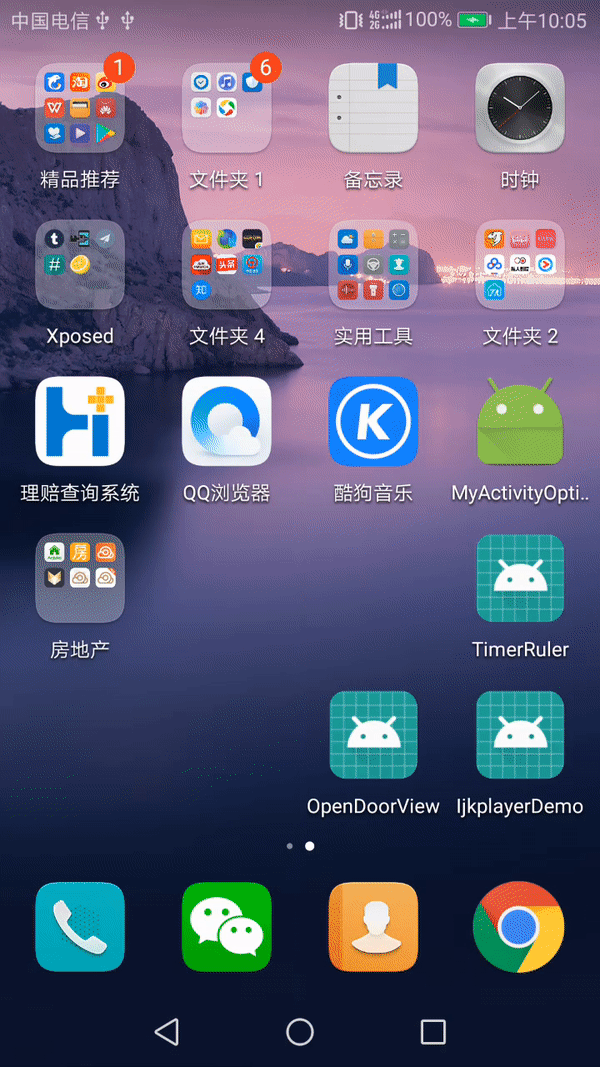 中国电信 4G 2G 100% 上午10:05
1 6
精品推荐 文件夹 1 备忘录 时钟
Xposed 文件夹 4 实用工具 文件夹 2
理赔查询系统 QQ浏览器 酷狗音乐 MyActivityOpti..
房地产 TimerRuler
OpenDoorView IjkplayerDemo